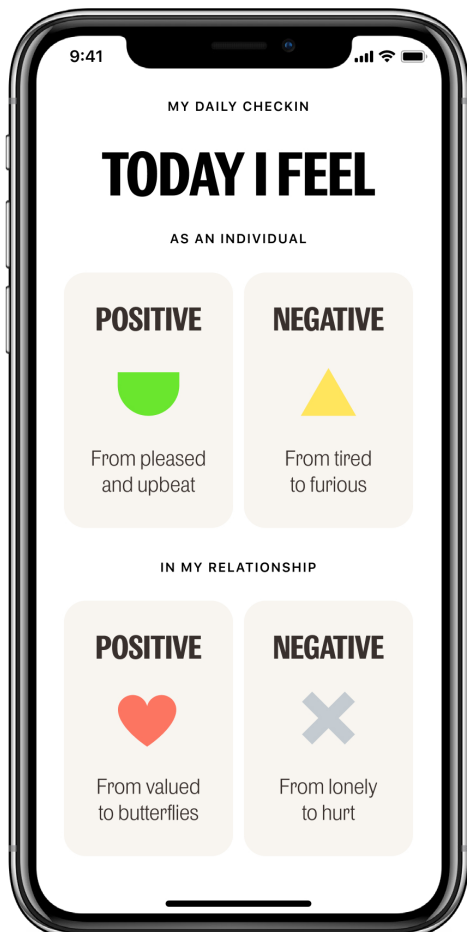 9:41
MY DAILY CHECKIN
TODAY I FEEL
AS AN INDIVIDUAL
POSITIVE
From pleased
and upbeat
NEGATIVE
From tired
to furious
IN MY RELATIONSHIP
POSITIVE
From valued
to butterflies
NEGATIVE
From lonely
to hurt